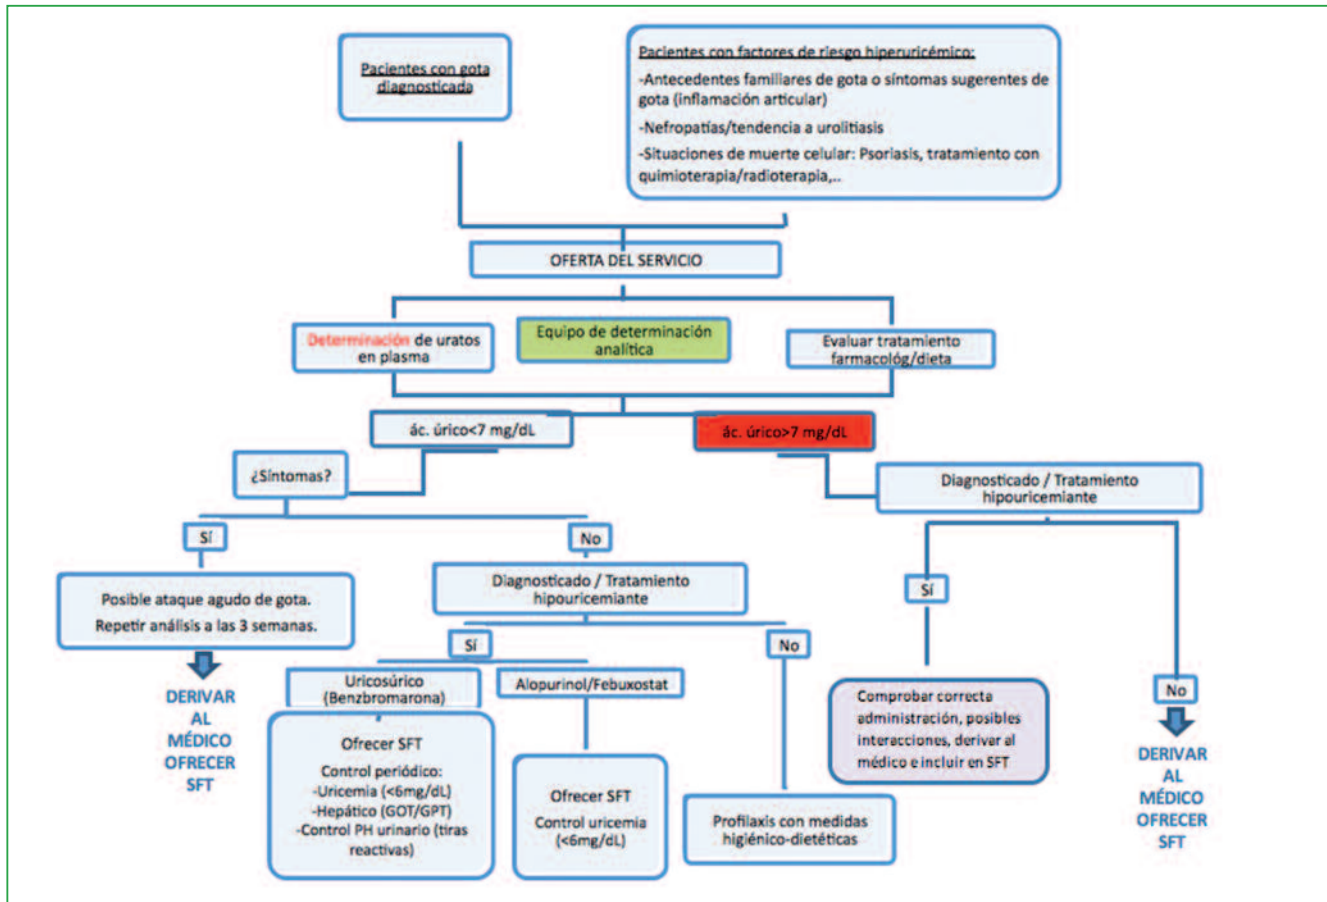 Pacientes con gota
diagnosticada
Pacientes con factores de riesgo hiperuricémico:
-Antecedentes familiares de gota o síntomas sugerentes de
gota (inflamación articular)
-Nefropatías/tendencia a urolitiasis
-Situaciones de muerte celular: Psoriasis, tratamiento con
quimioterapia/radioterapia,..
OFERTA DEL SERVICIO
Determinación de uratos
en plasma
Equipo de determinación
analítica
Evaluar tratamiento
farmacológ/dieta
ác. úrico<7 mg/dL
ác. úrico>7 mg/dL
¿Síntomas?
Diagnosticado / Tratamiento
hipouricemiante
Sí
No
Posible ataque agudo de gota.
Repetir análisis a las 3 semanas.
Diagnosticado / Tratamiento
hipouricemiante
Sí
Sí
No
DERIVAR
AL
MÉDICO
OFRECER
SFT
Uricosúrico
(Benzbromarona)
Alopurinol/Febuxostat
Comprobar correcta
administración, posibles
interacciones, derivar al
médico e incluir en SFT
No
Ofrecer SFT
Control periódico:
-Uricemia (<6mg/dL)
-Hepático (GOT/GPT)
-Control PH urinario (tiras
reactivas)
Ofrecer SFT
Control uricemia
(<6mg/dL)
Profilaxis con medidas
higiénico-dietéticas
DERIVAR
AL
MÉDICO
OFRECER
SFT